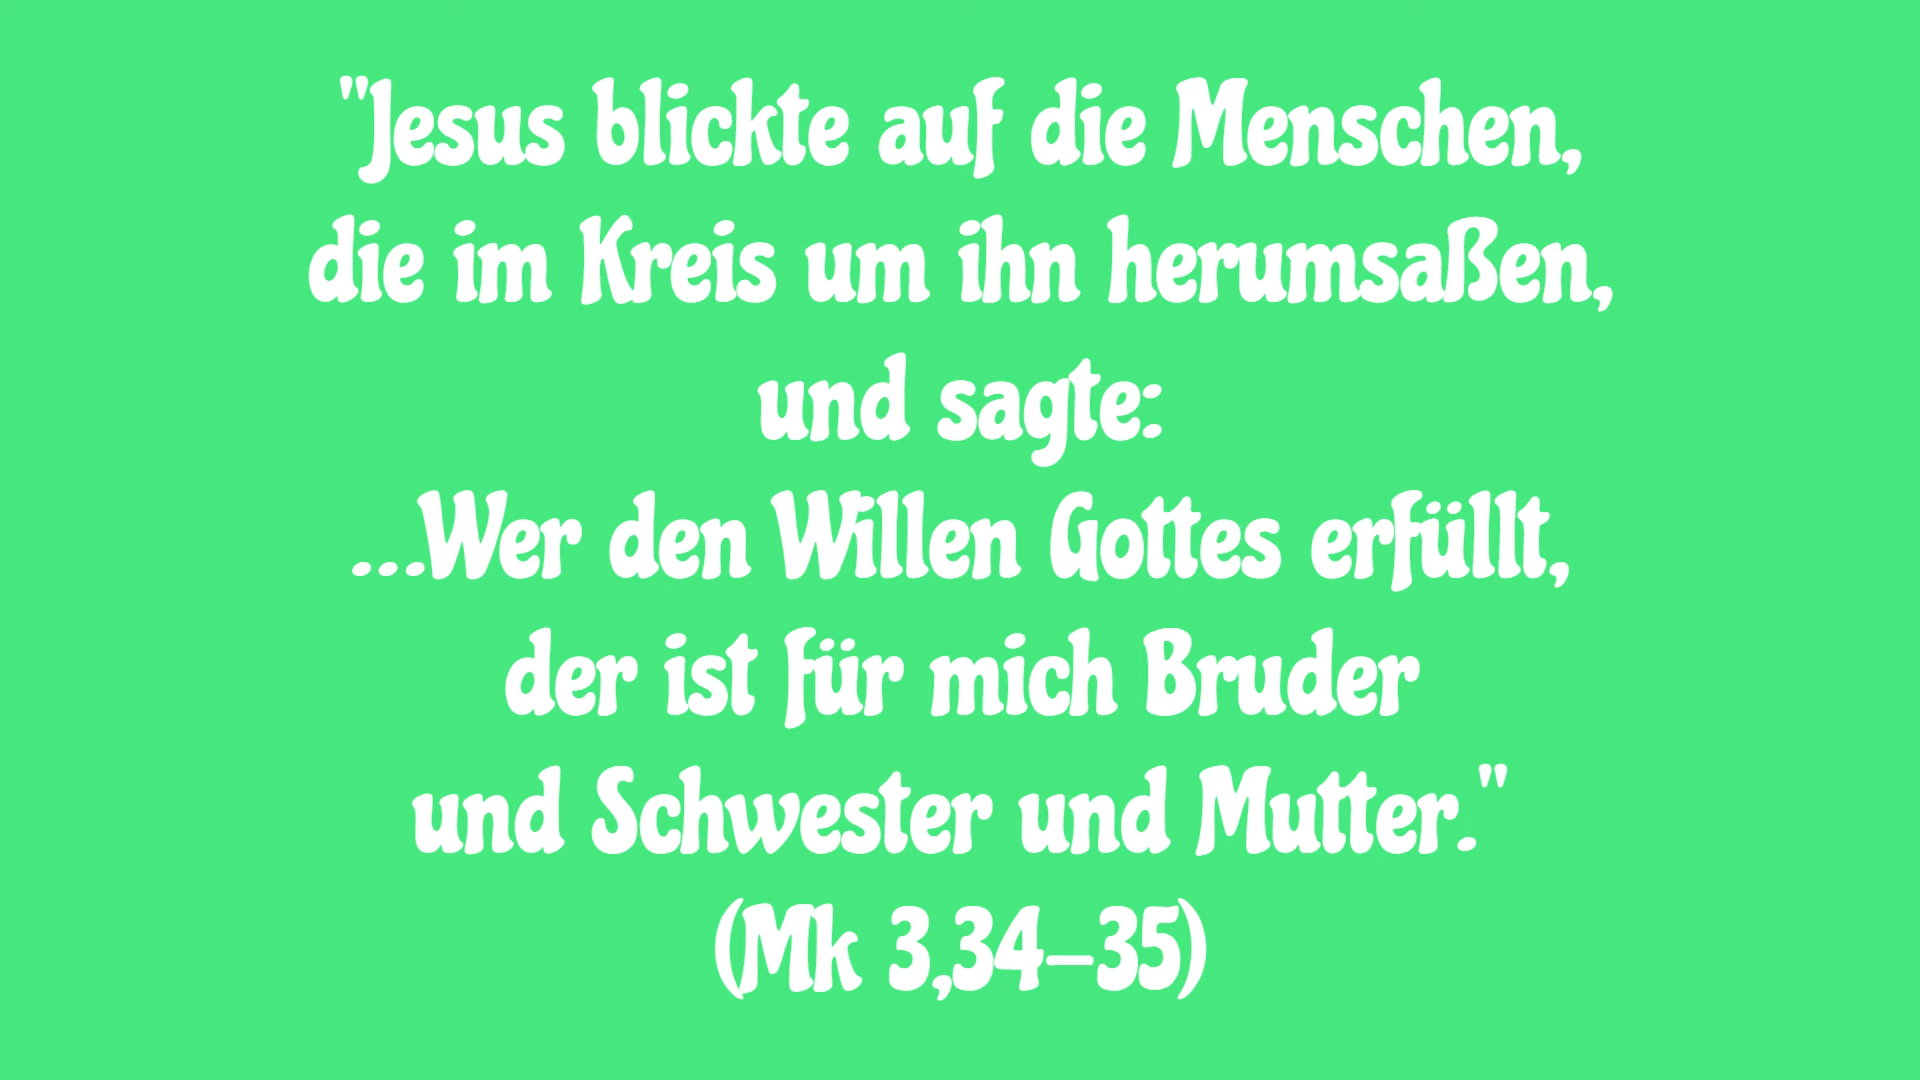 "Jesus blickte auf die Menschen,
die im Kreis um ihn herumsaßen,
und sagte:
...Wer den Willen Gottes erfüllt,
der ist für mich Bruder
und Schwester und Mutter."
(Mk 3,34–35)